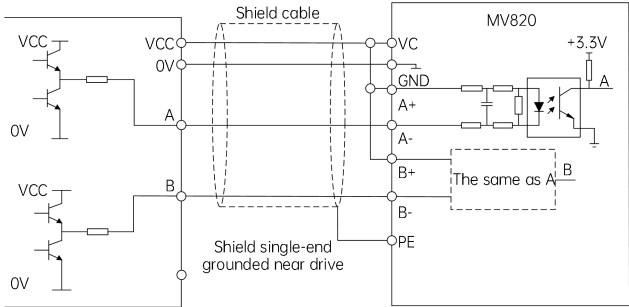 Shield cable
MV820
VCC
VCC
VC
+3.3V
0V
GND
A
A
A+
0V
A-
B+
B
The same as A
VCC
B
B-
PE
Shield single-end
grounded near drive
0V